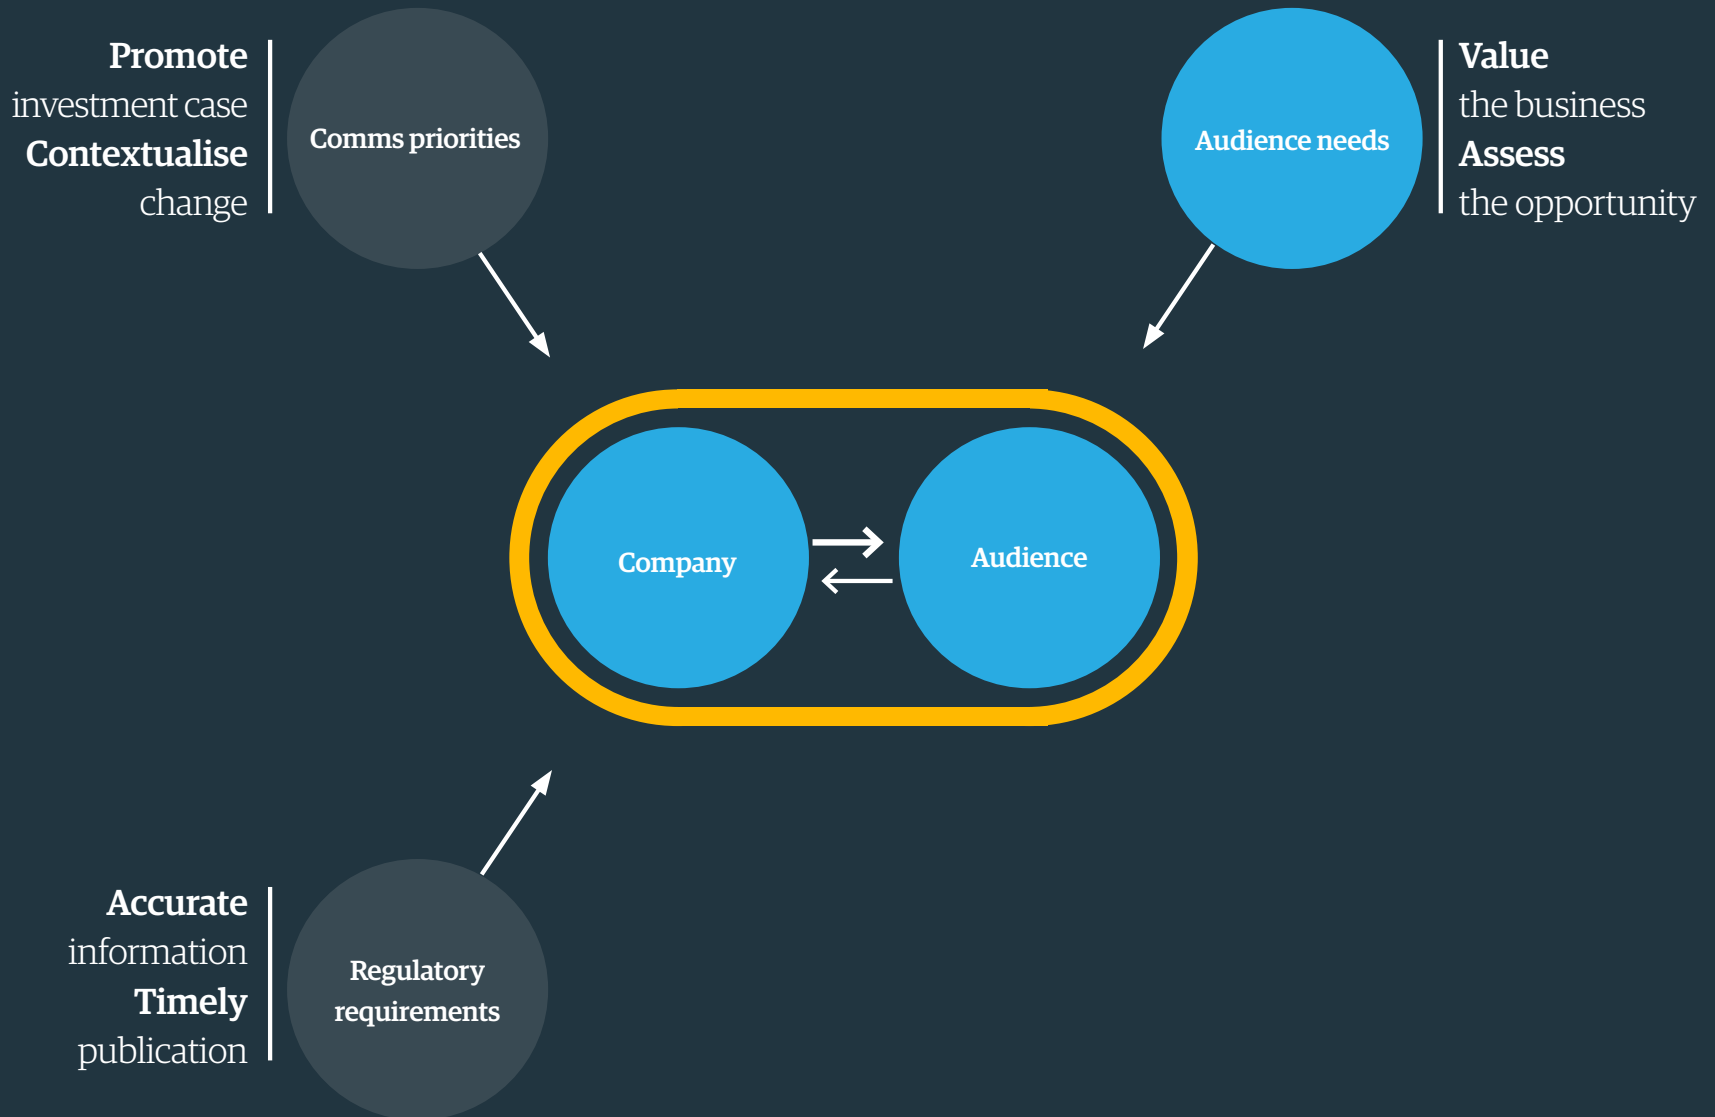 Promote
investment case
Contextualise
change
Comms priorities
Audience needs
Value
the business
Assess
the opportunity
Company
Audience
Accurate
information
Timely
publication
Regulatory
requirements